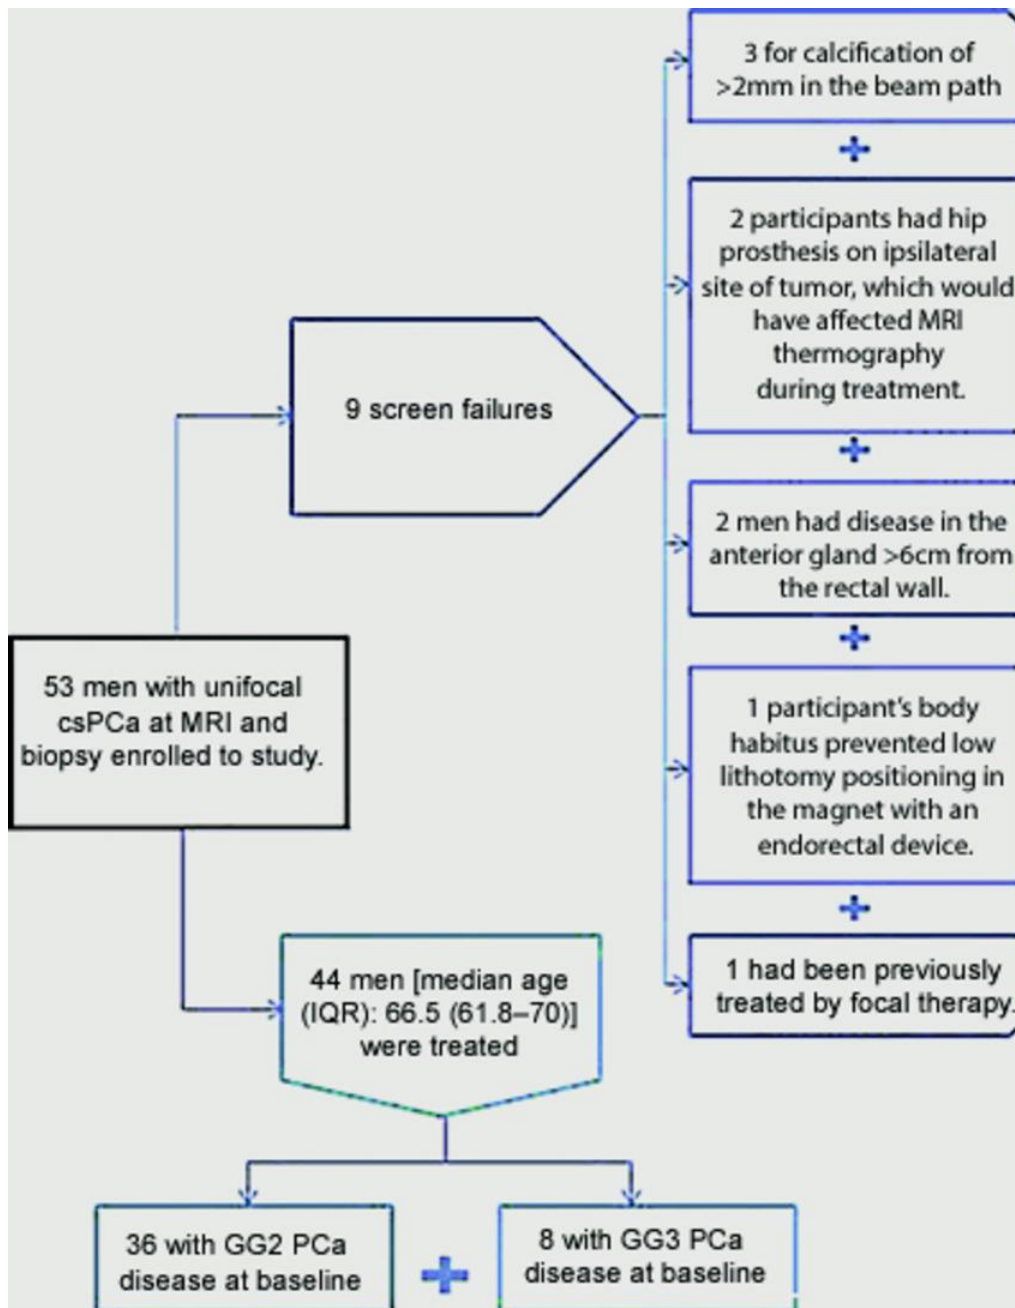 3 for calcification of
>2mm in the beam path
2 participants had hip
prosthesis on ipsilateral
site of tumor, which would
have affected MRI
thermography
during treatment.
9 screen failures
2 men had disease in the
anterior gland >6cm from
the rectal wall.
53 men with unifocal
csPCa at MRI and
biopsy enrolled to study.
1 participant's body
habitus prevented low
lithotomy positioning in
the magnet with an
endorectal device.
44 men [median age
(IQR): 66.5 (61.8–70)]
were treated
1 had been previously
treated by focal therapy.
36 with GG2 PCa
disease at baseline
8 with GG3 PCa
disease at baseline